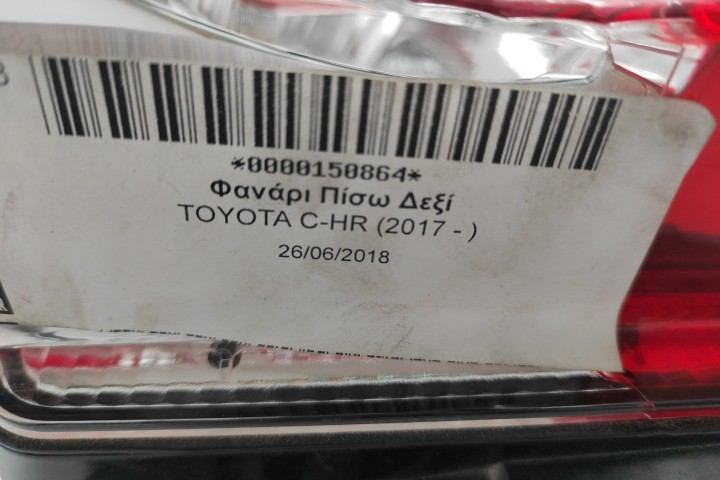 *0000150864*
Φανάρι Πίσω Δεξί
TOYOTA C-HR (2017 - )
26/06/2018